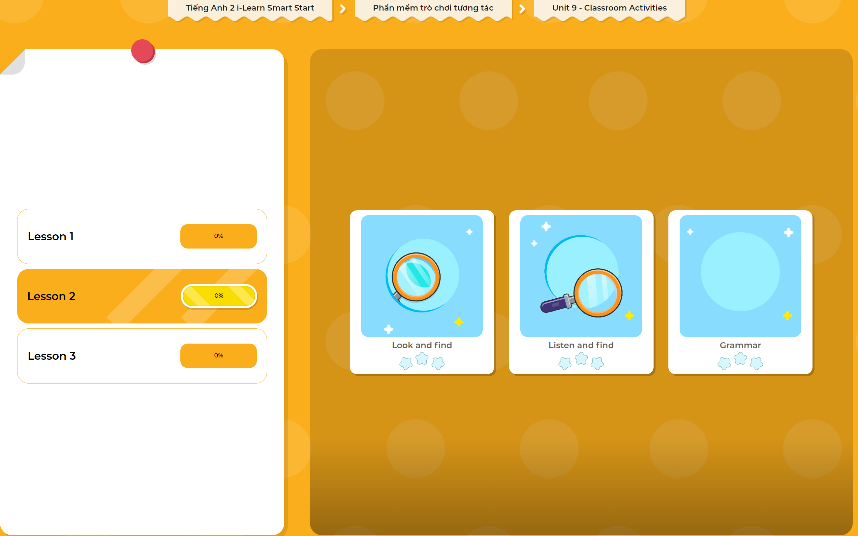 Tiếng Anh 2 i-Learn Smart Start
Phần mềm trò chơi tương tác
Unit 9 - Classroom Activities
Lesson 1
0%
Lesson 2
0%
Lesson 3
0%
Look and find
Listen and find
Grammar